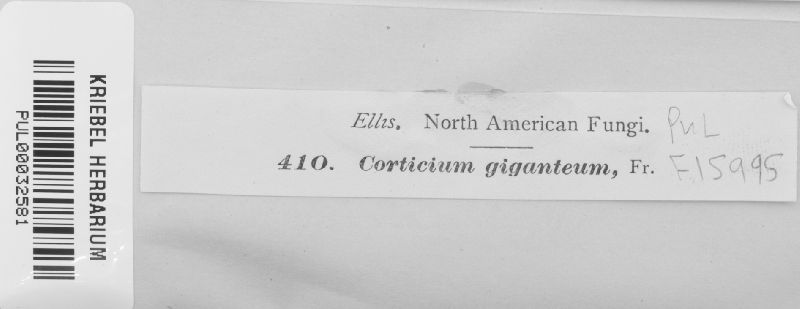 KRIEBEL HERBARIUM
PUL00032581
Ellis. North American Fungi.
PUL
410. Corticium giganteum, Fr.
F15995